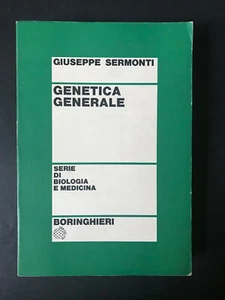 GIUSEPPE SERMONTI
GENETICA
GENERALE
SERIE
DI
BIOLOGIA
E MEDICINA
BORINGHIERI